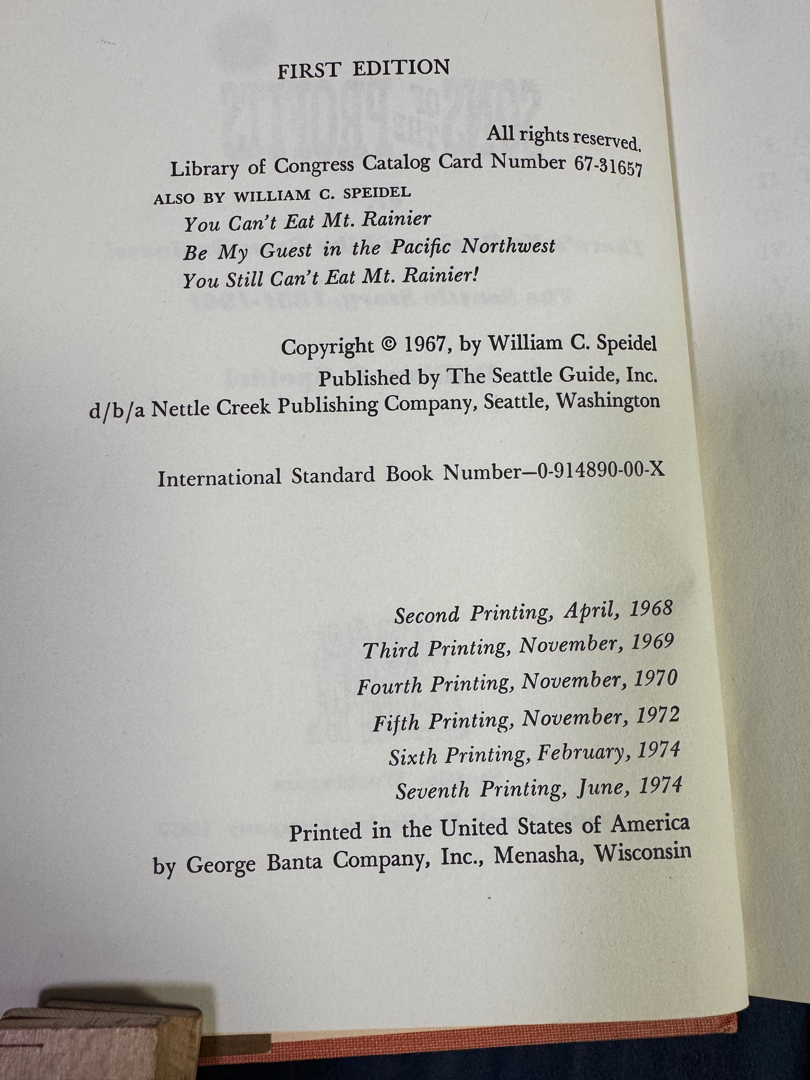 FIRST EDITION
All rights reserved.
Library of Congress Catalog Card Number 67-31657
ALSO BY WILLIAM C. SPEIDEL
You Can't Eat Mt. Rainier
Be My Guest in the Pacific Northwest
You Still Can't Eat Mt. Rainier!
Copyright © 1967, by William C. Speidel
Published by The Seattle Guide, Inc.
d/b/a Nettle Creek Publishing Company, Seattle, Washington
International Standard Book Number—0-914890-00-X
Second Printing, April, 1968
Third Printing, November, 1969
Fourth Printing, November, 1970
Fifth Printing, November, 1972
Sixth Printing, February, 1974
Seventh Printing, June, 1974
Printed in the United States of America
by George Banta Company, Inc., Menasha, Wisconsin